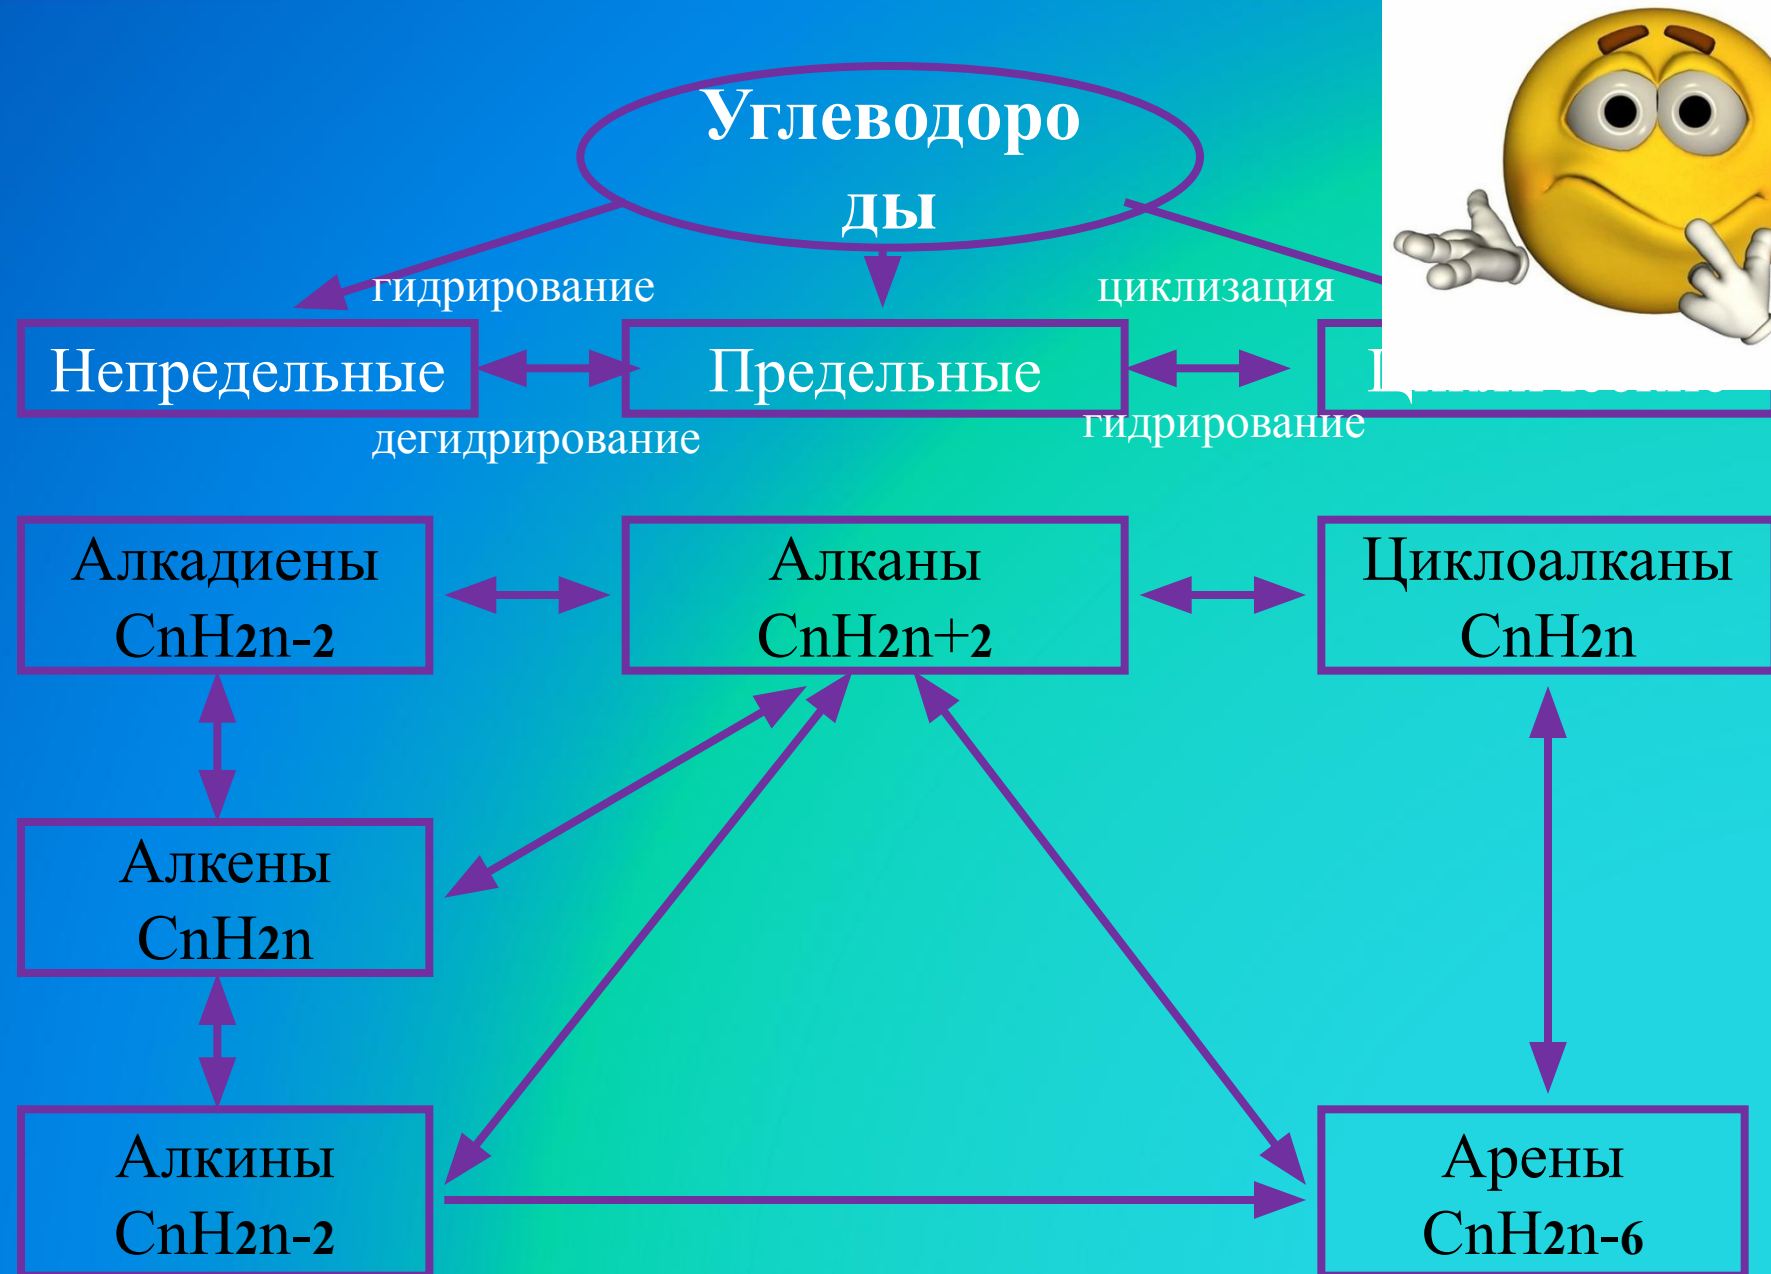 Углеводоро
ды
гидрирование
циклизация
Непредельные
Предельные
дегидрирование
гидрирование
Алкадиены
CnH2n-2
Алканы
CnH2n+2
Циклоалканы
CnH2n
Алкены
CnH2n
Алкины
CnH2n-2
Арены
CnH2n-6